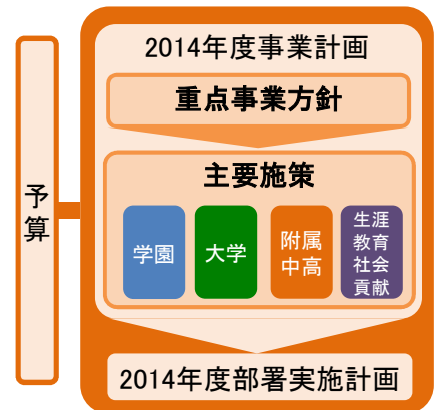 2014年度事業計画
重点事業方針
主要施策
予算
学園
大学
附属
中高
生涯
教育
社会
貢献
2014年度部署実施計画